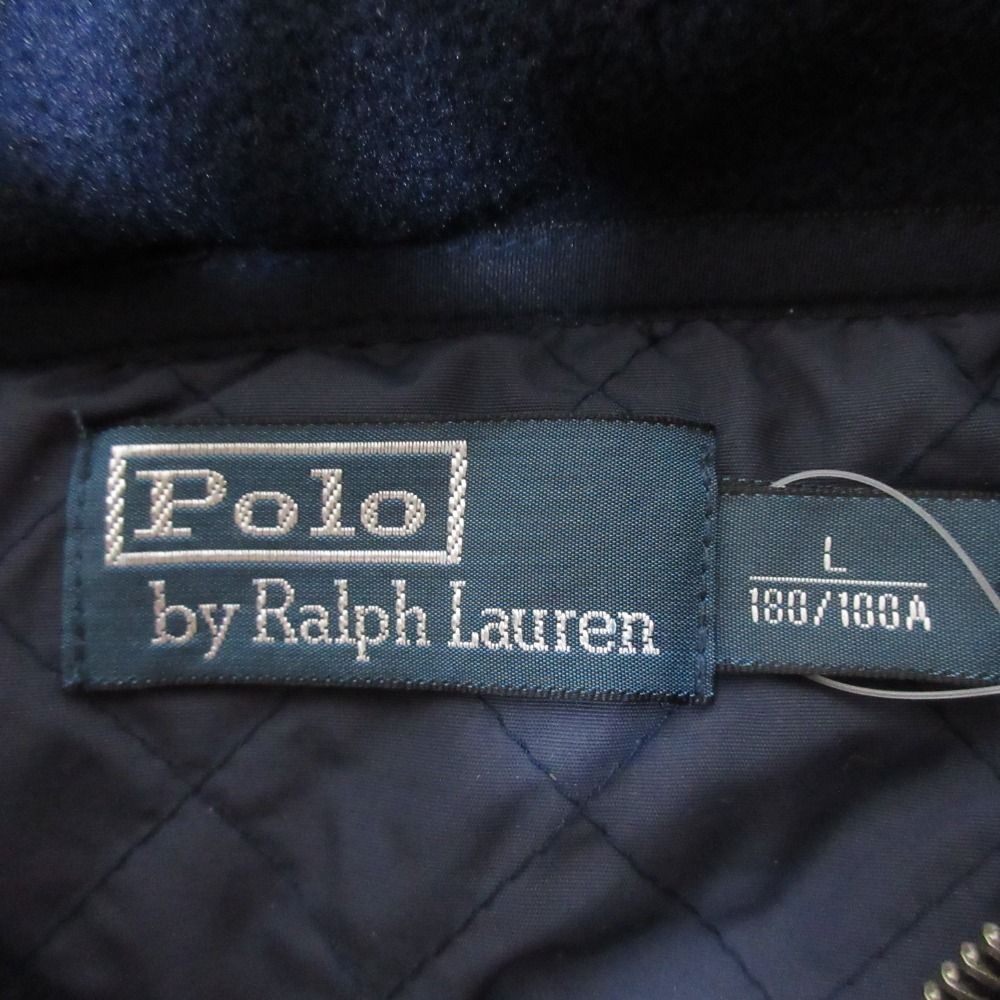 Polo
by Ralph Lauren
L
180/100A